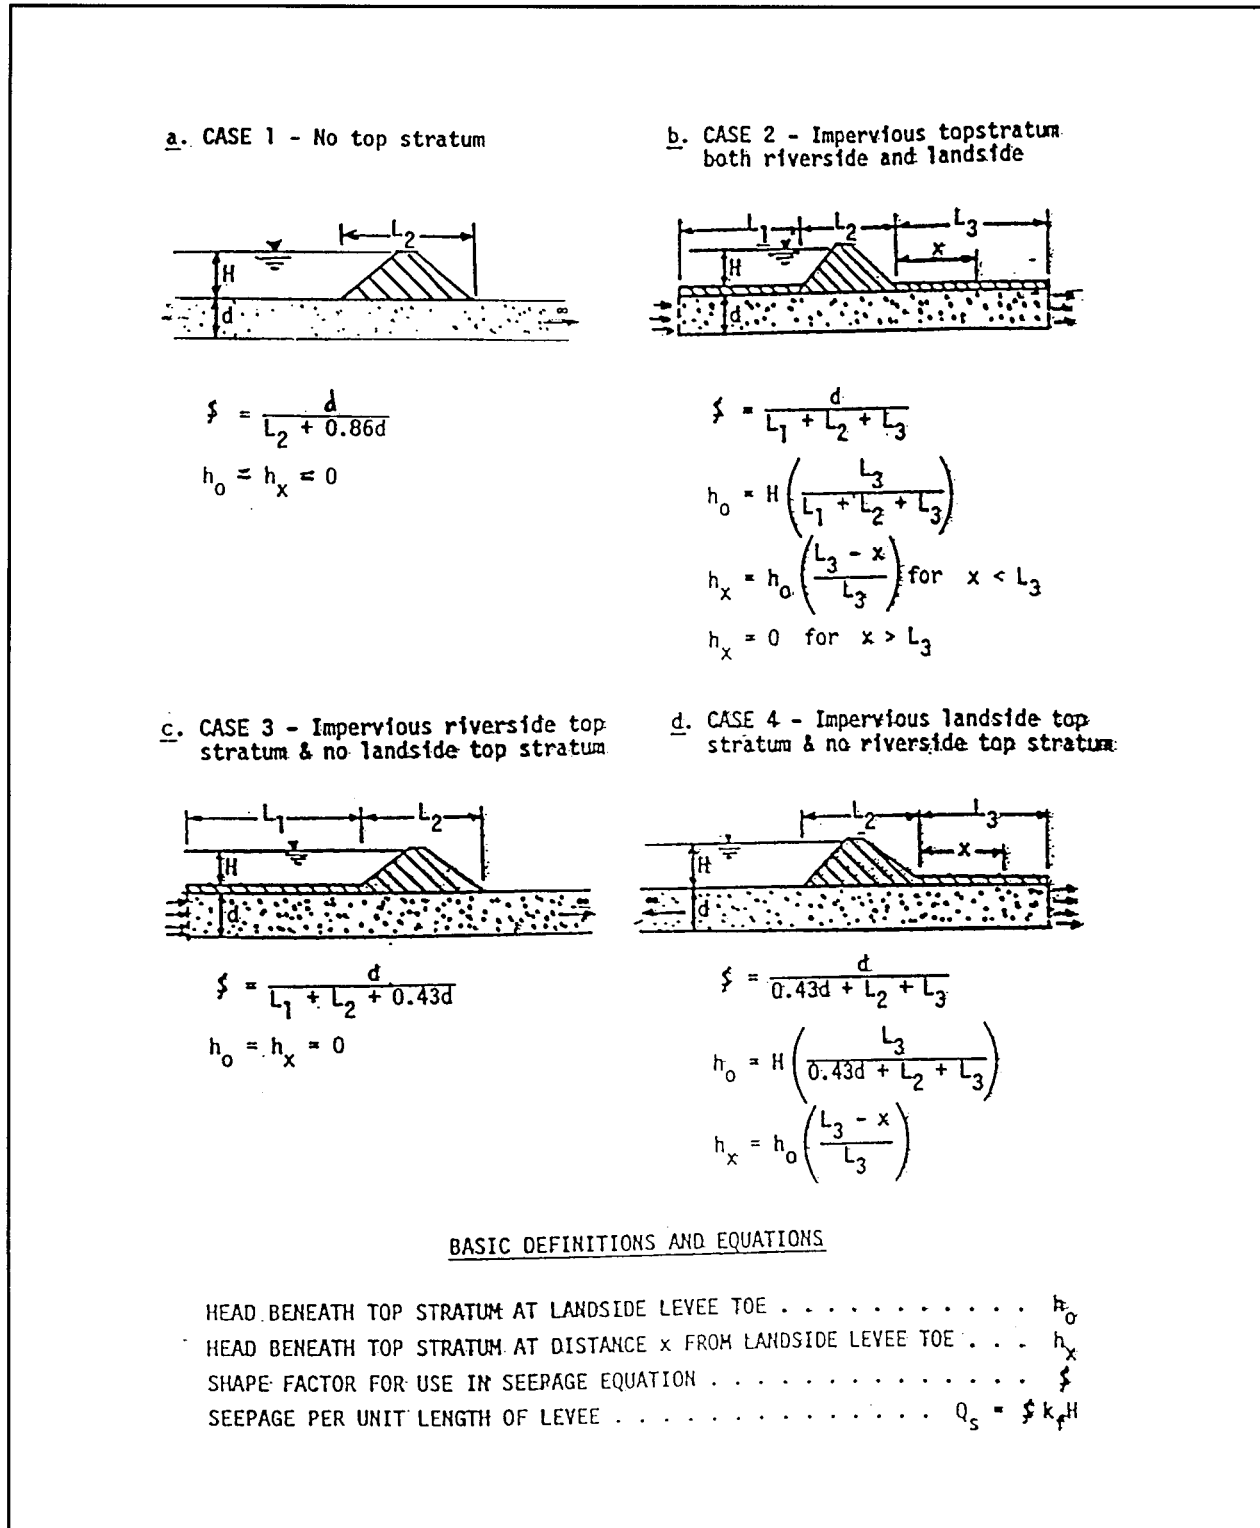 a. CASE 1 - No top stratum
L₂
H
d
∞
$ = d / (L₂ + 0.86d)
h₀ = hₓ = 0
b. CASE 2 - Impervious topstratum
both riverside and landside
L₁ L₂ L₃
x
H
d
$ = d / (L₁ + L₂ + L₃)
h₀ = H (L₃ / (L₁ + L₂ + L₃))
hₓ = h₀ ((L₃ - x) / L₃) for x < L₃
hₓ = 0 for x > L₃
c. CASE 3 - Impervious riverside top
stratum & no landside top stratum
L₁ L₂
H
d
∞
$ = d / (L₁ + L₂ + 0.43d)
h₀ = hₓ = 0
d. CASE 4 - Impervious landside top
stratum & no riverside top stratum
L₂ L₃
x
H
d
$ = d / (0.43d + L₂ + L₃)
h₀ = H (L₃ / (0.43d + L₂ + L₃))
hₓ = h₀ ((L₃ - x) / L₃)
BASIC DEFINITIONS AND EQUATIONS
HEAD BENEATH TOP STRATUM AT LANDSIDE LEVEE TOE . . . . . . . . . . . h₀
HEAD BENEATH TOP STRATUM AT DISTANCE x FROM LANDSIDE LEVEE TOE . . . hₓ
SHAPE FACTOR FOR USE IN SEEPAGE EQUATION . . . . . . . . . . . . . . $
SEEPAGE PER UNIT LENGTH OF LEVEE . . . . . . . . . . . . . . . Qₛ = $ k_f H